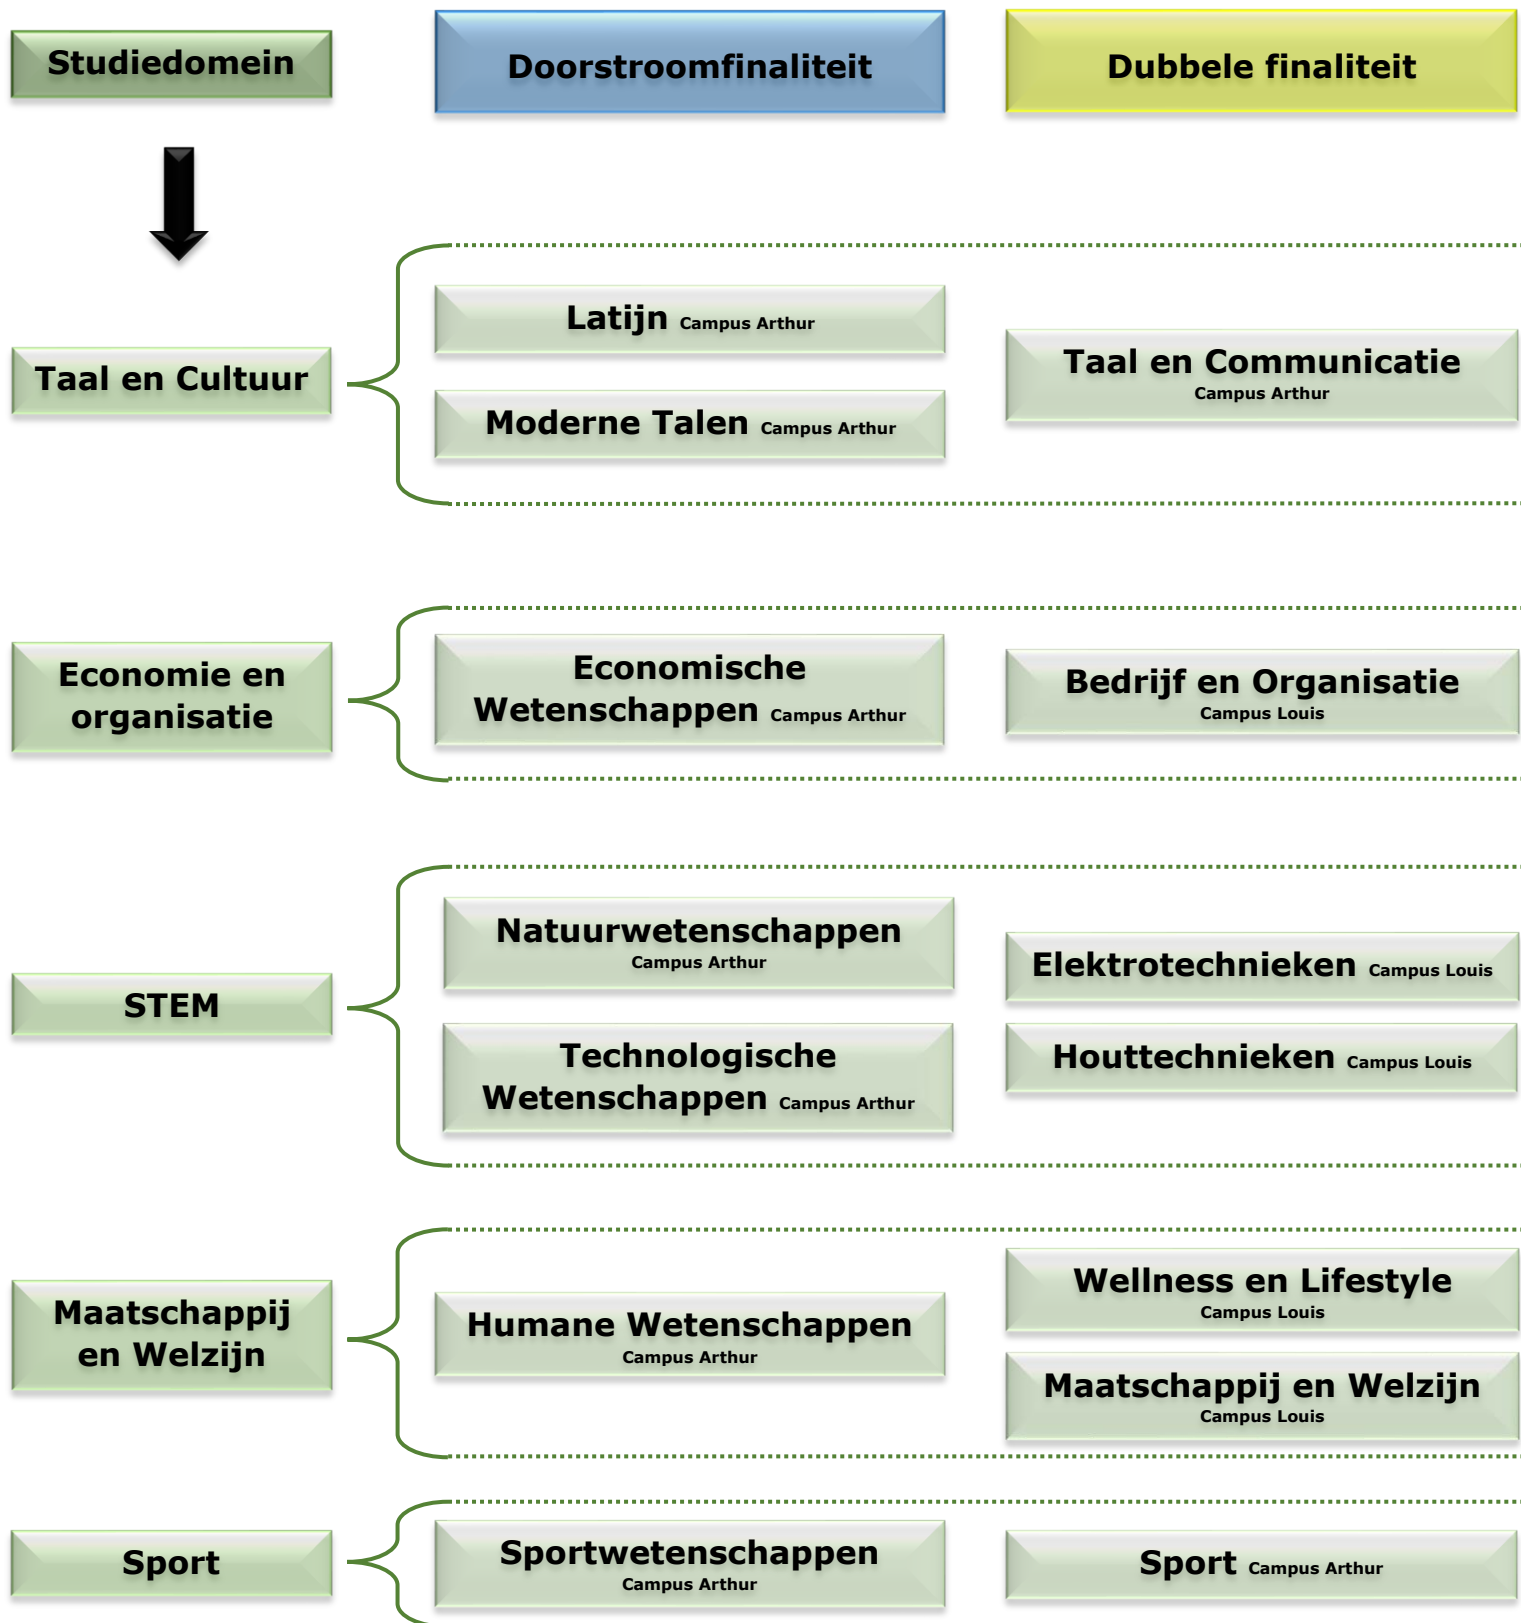 Studiedomein
Doorstroomfinaliteit
Dubbele finaliteit
Taal en Cultuur
Latijn Campus Arthur
Moderne Talen Campus Arthur
Taal en Communicatie
Campus Arthur
Economie en
organisatie
Economische
Wetenschappen Campus Arthur
Bedrijf en Organisatie
Campus Louis
STEM
Natuurwetenschappen
Campus Arthur
Technologische
Wetenschappen Campus Arthur
Elektrotechnieken Campus Louis
Houttechnieken Campus Louis
Maatschappij
en Welzijn
Humane Wetenschappen
Campus Arthur
Wellness en Lifestyle
Campus Louis
Maatschappij en Welzijn
Campus Louis
Sport
Sportwetenschappen
Campus Arthur
Sport Campus Arthur